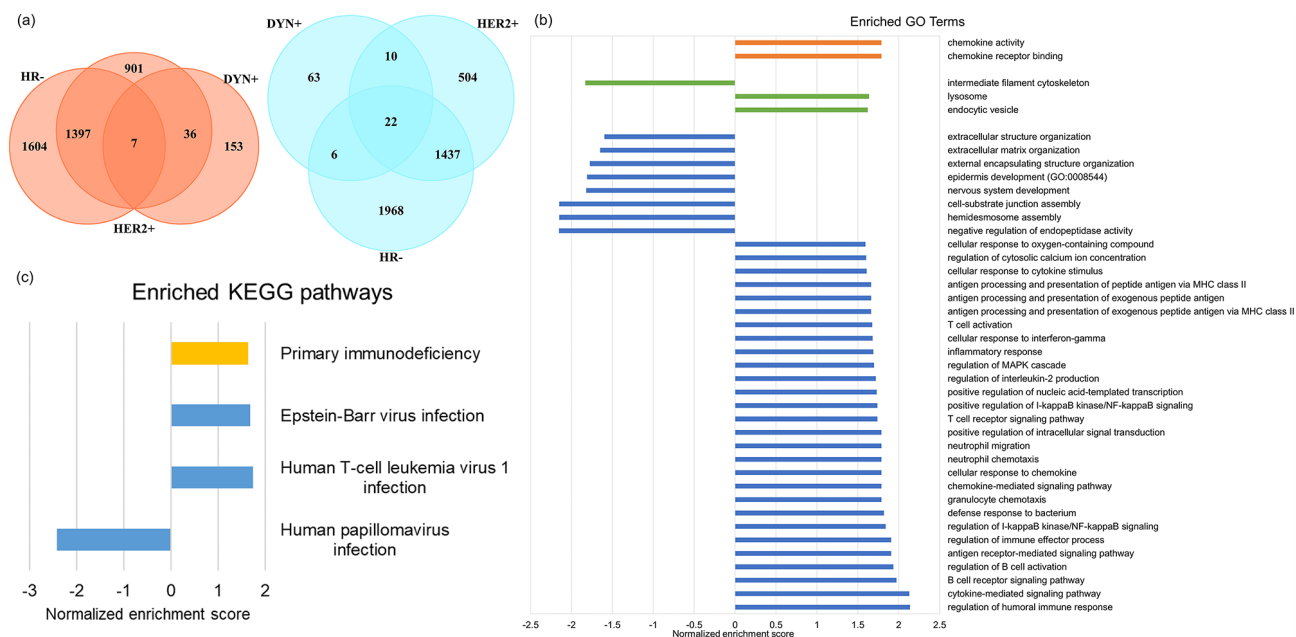 (a)
HR-
901
DYN+
1604
1397
7
36
153
HER2+
DYN+
HER2+
10
63
504
22
6
1437
1968
HR-
(b)
Enriched GO Terms
chemokine activity
chemokine receptor binding
intermediate filament cytoskeleton
lysosome
endocytic vesicle
extracellular structure organization
extracellular matrix organization
external encapsulating structure organization
epidermis development (GO:0008544)
nervous system development
cell-substrate junction assembly
hemidesmosome assembly
negative regulation of endopeptidase activity
cellular response to oxygen-containing compound
regulation of cytosolic calcium ion concentration
cellular response to cytokine stimulus
antigen processing and presentation of peptide antigen via MHC class II
antigen processing and presentation of exogenous peptide antigen
antigen processing and presentation of exogenous peptide antigen via MHC class II
T cell activation
cellular response to interferon-gamma
inflammatory response
regulation of MAPK cascade
regulation of interleukin-2 production
positive regulation of nucleic acid-templated transcription
positive regulation of I-kappaB kinase/NF-kappaB signaling
T cell receptor signaling pathway
positive regulation of intracellular signal transduction
neutrophil migration
neutrophil chemotaxis
cellular response to chemokine
chemokine-mediated signaling pathway
granulocyte chemotaxis
defense response to bacterium
regulation of I-kappaB kinase/NF-kappaB signaling
regulation of immune effector process
antigen receptor-mediated signaling pathway
regulation of B cell activation
B cell receptor signaling pathway
cytokine-mediated signaling pathway
regulation of humoral immune response
-2.5 -2 -1.5 -1 -0.5 0 0.5 1 1.5 2 2.5
Normalized enrichment score
(c)
Enriched KEGG pathways
Primary immunodeficiency
Epstein-Barr virus infection
Human T-cell leukemia virus 1
infection
Human papillomavirus
infection
-3 -2 -1 0 1 2
Normalized enrichment score